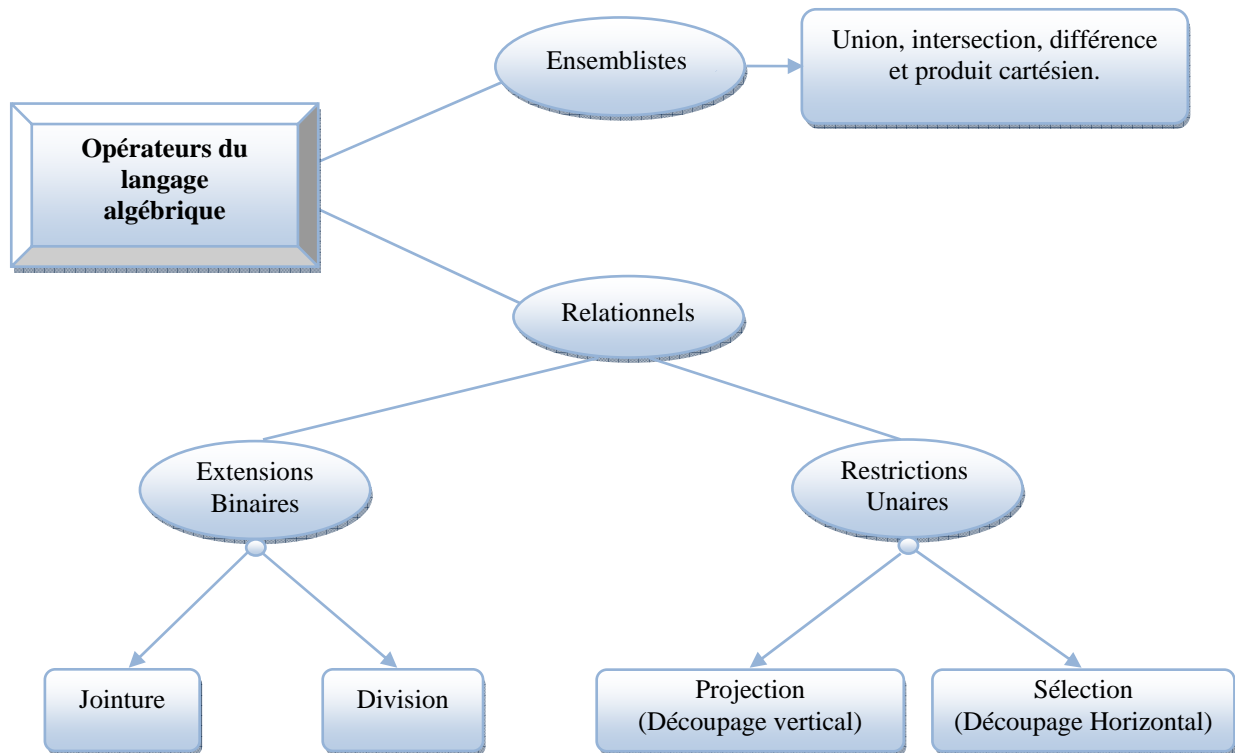 Ensemblistes
Union, intersection, différence
et produit cartésien.
Opérateurs du
langage
algébrique
Relationnels
Extensions
Binaires
Restrictions
Unaires
Jointure
Division
Projection
(Découpage vertical)
Sélection
(Découpage Horizontal)